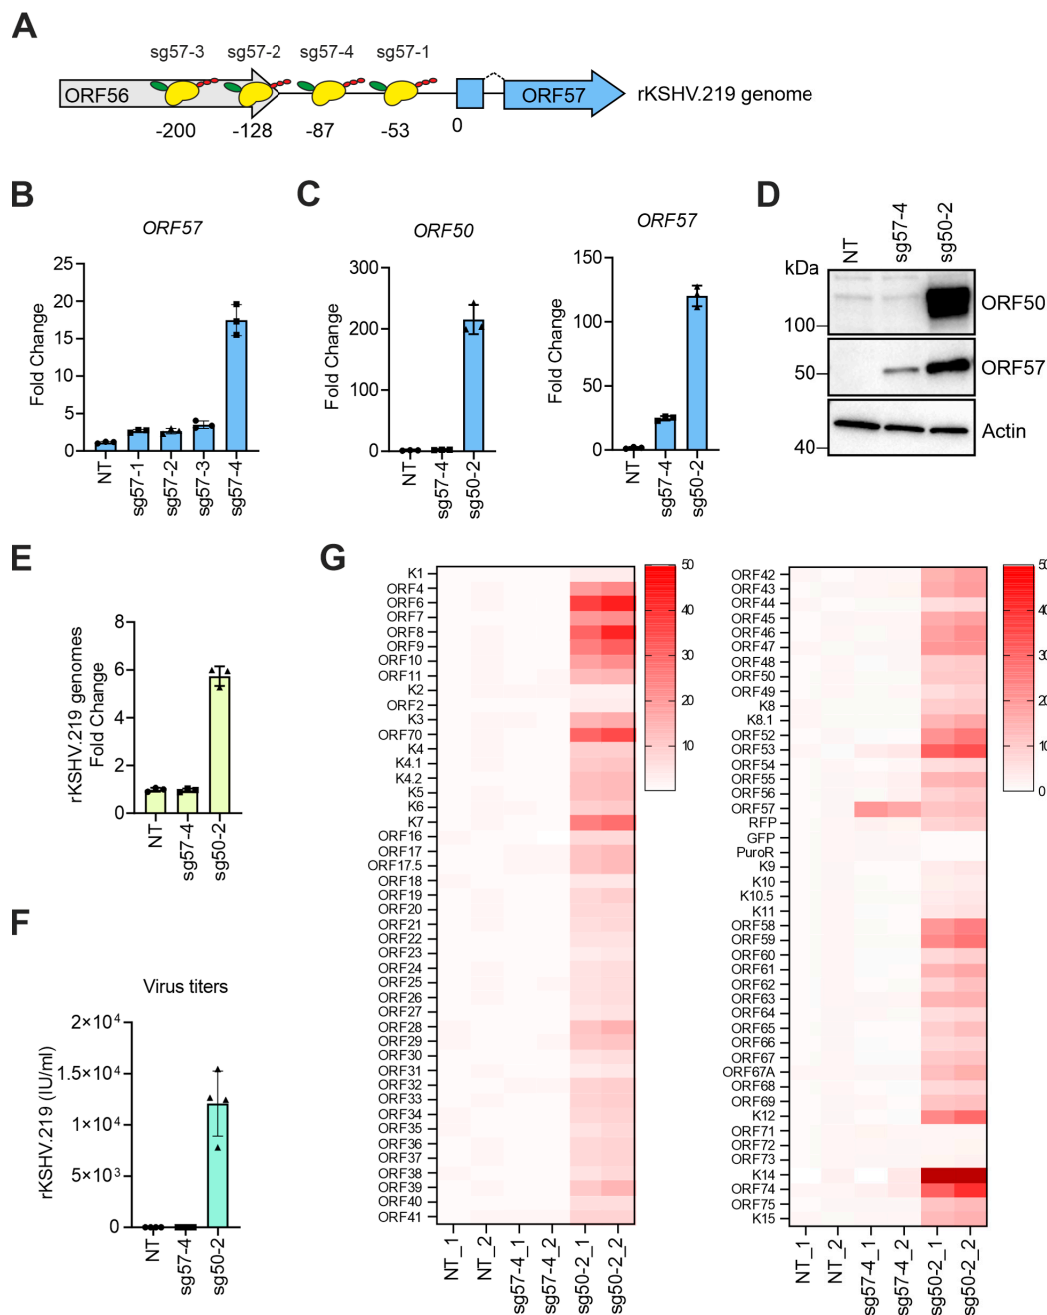 A
sg57-3
sg57-2
sg57-4
sg57-1
ORF56
ORF57
rKSHV.219 genome
-200
-128
-87
-53
0
B
ORF57
Fold Change
25
20
15
10
5
0
NT
sg57-1
sg57-2
sg57-3
sg57-4
C
ORF50
Fold Change
300
200
100
0
NT
sg57-4
sg50-2
ORF57
Fold Change
150
100
50
0
NT
sg57-4
sg50-2
D
NT
sg57-4
sg50-2
kDa
ORF50
100
ORF57
50
Actin
40
E
rKSHV.219 genomes
Fold Change
8
6
4
2
0
NT
sg57-4
sg50-2
F
Virus titers
rKSHV.219 (IU/ml)
2×10⁴
1.5×10⁴
1×10⁴
5×10³
0
NT
sg57-4
sg50-2
G
K1
ORF4
ORF6
ORF7
ORF8
ORF9
ORF10
ORF11
K2
ORF2
K3
ORF70
K4
K4.1
K4.2
K5
K6
K7
ORF16
ORF17
ORF17.5
ORF18
ORF19
ORF20
ORF21
ORF22
ORF23
ORF24
ORF25
ORF26
ORF27
ORF28
ORF29
ORF30
ORF31
ORF32
ORF33
ORF34
ORF35
ORF36
ORF37
ORF38
ORF39
ORF40
ORF41
NT_1
NT_2
sg57-4_1
sg57-4_2
sg50-2_1
sg50-2_2
50
40
30
20
10
ORF42
ORF43
ORF44
ORF45
ORF46
ORF47
ORF48
ORF50
ORF49
K8
K8.1
ORF52
ORF53
ORF54
ORF55
ORF56
ORF57
RFP
GFP
PuroR
K9
K10
K10.5
K11
ORF58
ORF59
ORF60
ORF61
ORF62
ORF63
ORF64
ORF65
ORF66
ORF67
ORF67A
ORF68
ORF69
K12
ORF71
ORF72
ORF73
K14
ORF74
ORF75
K15
NT_1
NT_2
sg57-4_1
sg57-4_2
sg50-2_1
sg50-2_2
50
40
30
20
10
0